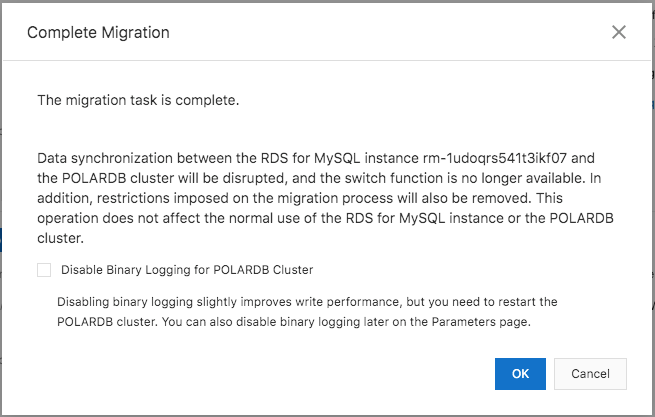 Complete Migration
The migration task is complete.
Data synchronization between the RDS for MySQL instance rm-1udoqrs541t3ikf07 and
the POLARDB cluster will be disrupted, and the switch function is no longer available. In
addition, restrictions imposed on the migration process will also be removed. This
operation does not affect the normal use of the RDS for MySQL instance or the POLARDB
cluster.
Disable Binary Logging for POLARDB Cluster
Disabling binary logging slightly improves write performance, but you need to restart the
POLARDB cluster. You can also disable binary logging later on the Parameters page.
OK
Cancel